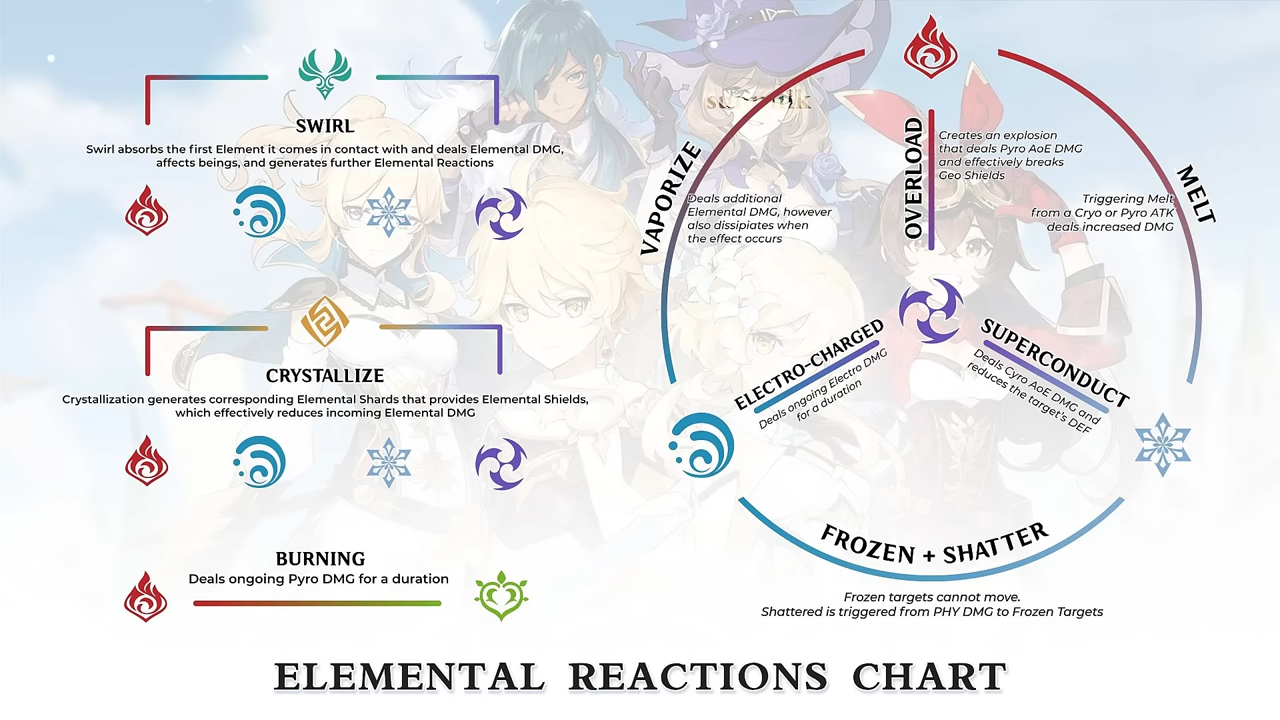 SWIRL
Swirl absorbs the first Element it comes in contact with and deals Elemental DMG,
affects beings, and generates further Elemental Reactions
CRYSTALLIZE
Crystallization generates corresponding Elemental Shards that provides Elemental Shields,
which effectively reduces incoming Elemental DMG
BURNING
Deals ongoing Pyro DMG for a duration
VAPORIZE
Deals additional
Elemental DMG, however
also dissipiates when
the effect occurs
OVERLOAD
Creates an explosion
that deals Pyro AoE DMG
and effectively breaks
Geo Shields
MELT
Triggering Melt
from a Cryo or Pyro ATK
deals increased DMG
ELECTRO-CHARGED
Deals ongoing Electro DMG
for a duration
SUPERCONDUCT
Deals Cyro AoE DMG and
reduces the target's DEF
FROZEN + SHATTER
Frozen targets cannot move.
Shattered is triggered from PHY DMG to Frozen Targets
ELEMENTAL REACTIONS CHART